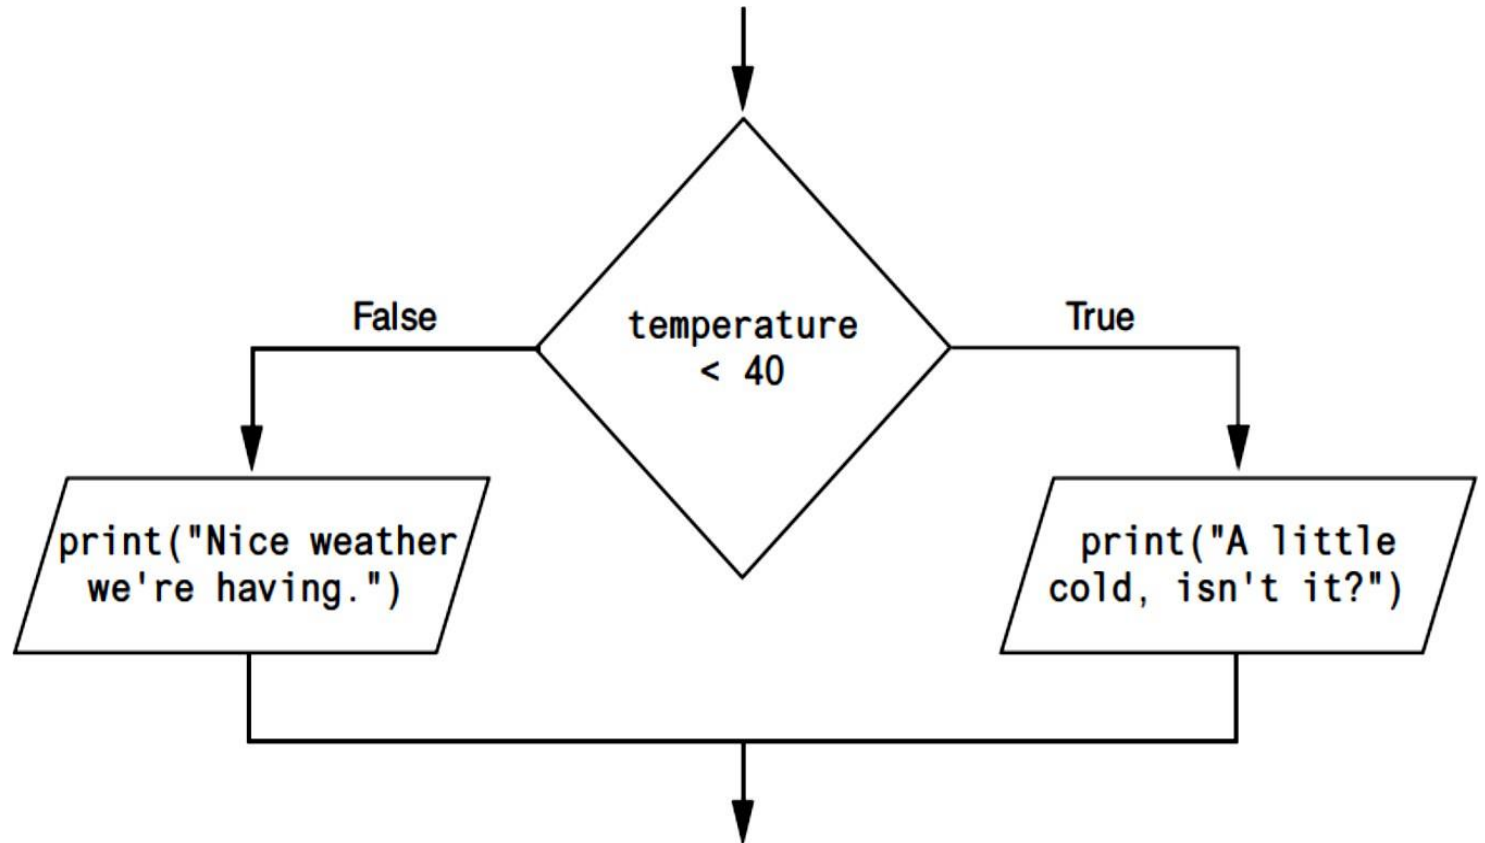 False
temperature
< 40
True
print("Nice weather
we're having.")
print("A little
cold, isn't it?")